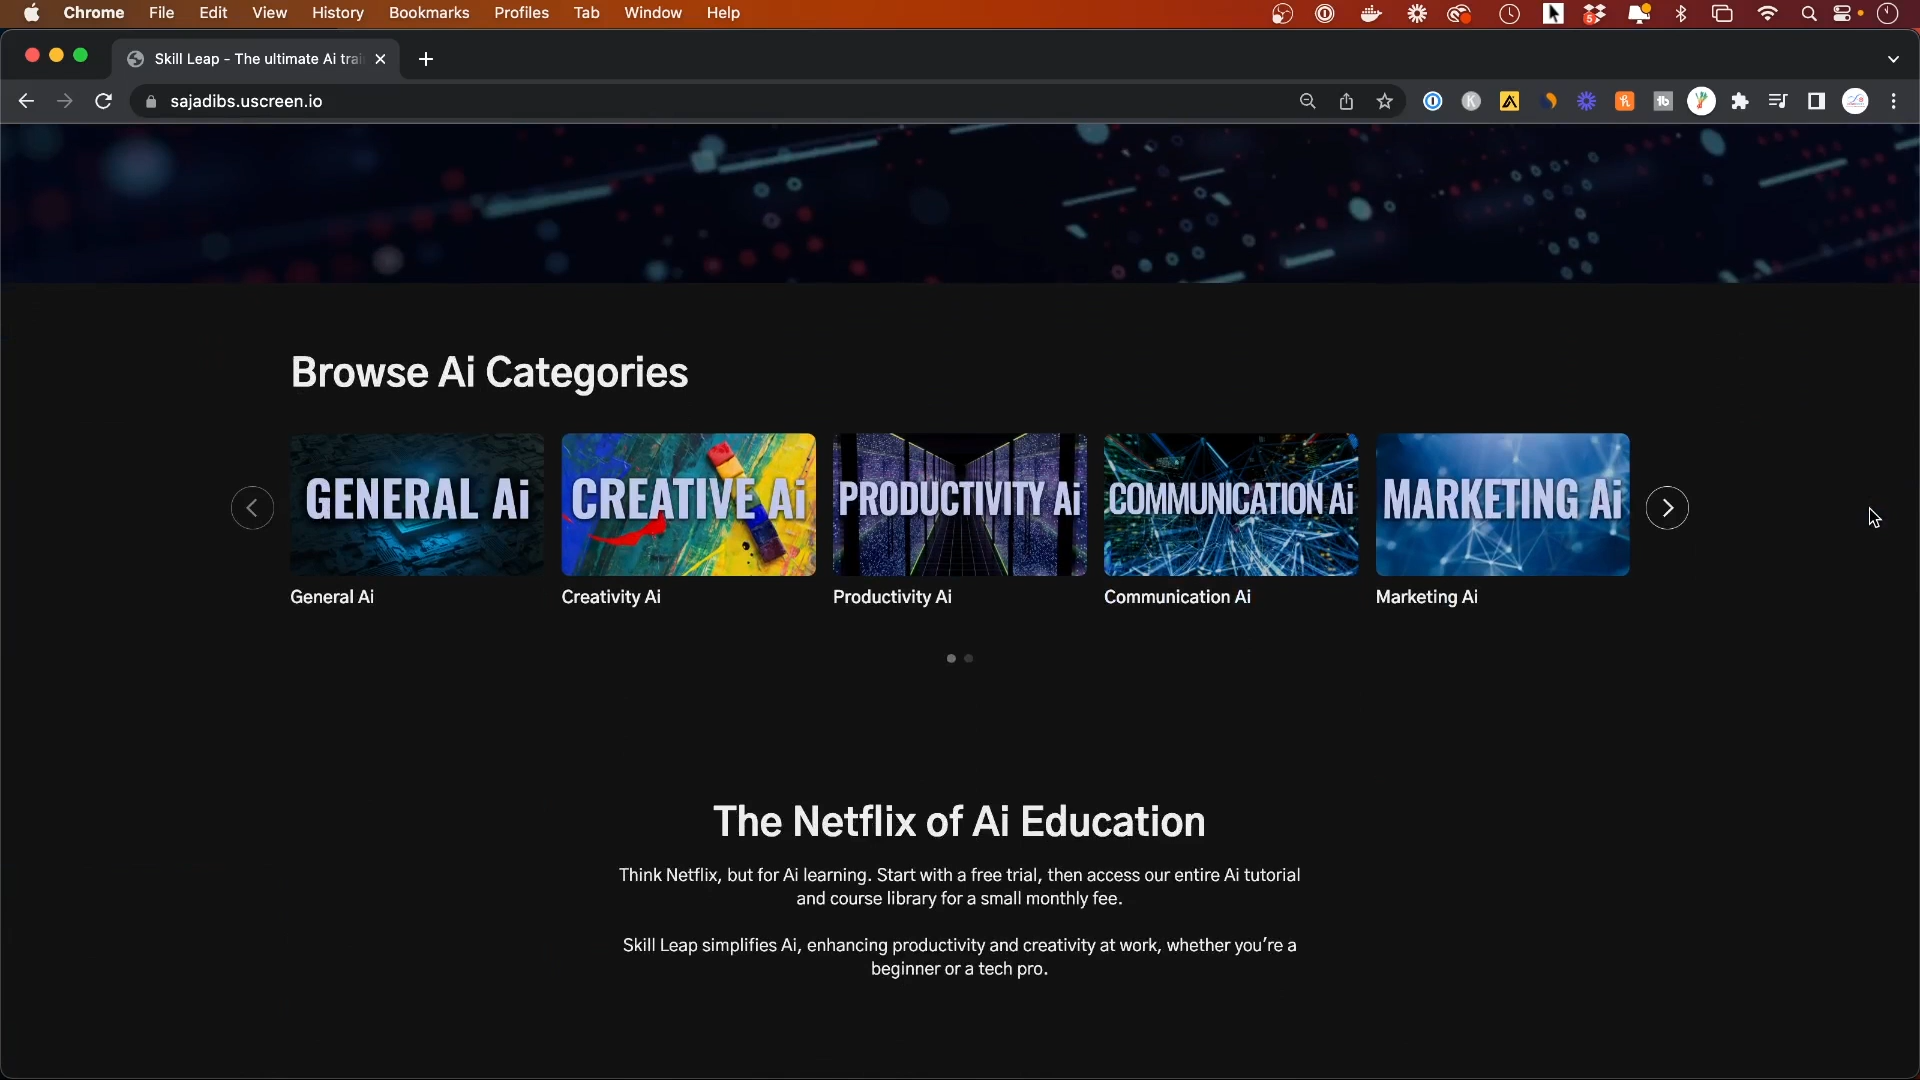 Chrome File Edit View History Bookmarks Profiles Tab Window Help
5
Skill Leap - The ultimate Ai trai
sajadibs.uscreen.io
K
tb
Browse Ai Categories
GENERAL Ai CREATIVE Ai PRODUCTIVITY Ai COMMUNICATION Ai MARKETING Ai
General Ai Creativity Ai Productivity Ai Communication Ai Marketing Ai
The Netflix of Ai Education
Think Netflix, but for Ai learning. Start with a free trial, then access our entire Ai tutorial
and course library for a small monthly fee.
Skill Leap simplifies Ai, enhancing productivity and creativity at work, whether you're a
beginner or a tech pro.